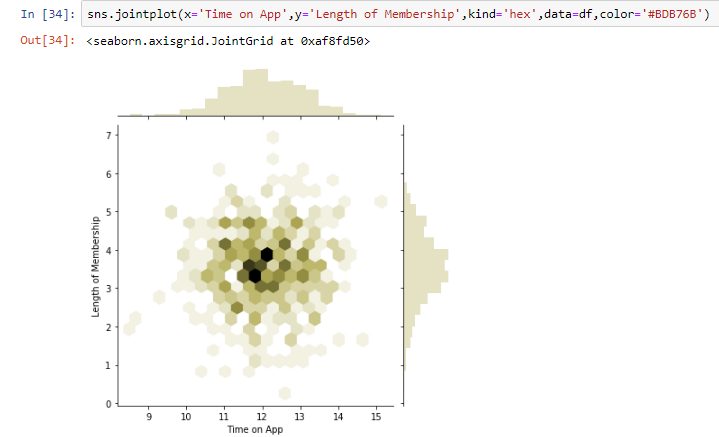 In [34]: sns.jointplot(x='Time on App',y='Length of Membership',kind='hex',data=df,color='#BDB76B')
Out[34]: <seaborn.axisgrid.JointGrid at 0xaf8fd50>
7
6
5
4
3
2
1
0
Length of Membership
9 10 11 12 13 14 15
Time on App